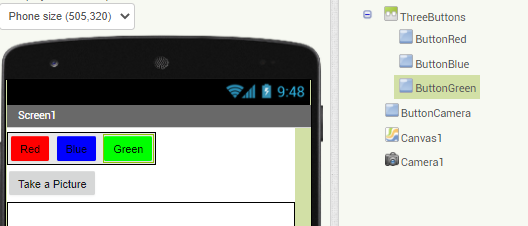 Phone size (505,320)
9:48
Screen1
Red Blue Green
Take a Picture
ThreeButtons
ButtonRed
ButtonBlue
ButtonGreen
ButtonCamera
Canvas1
Camera1